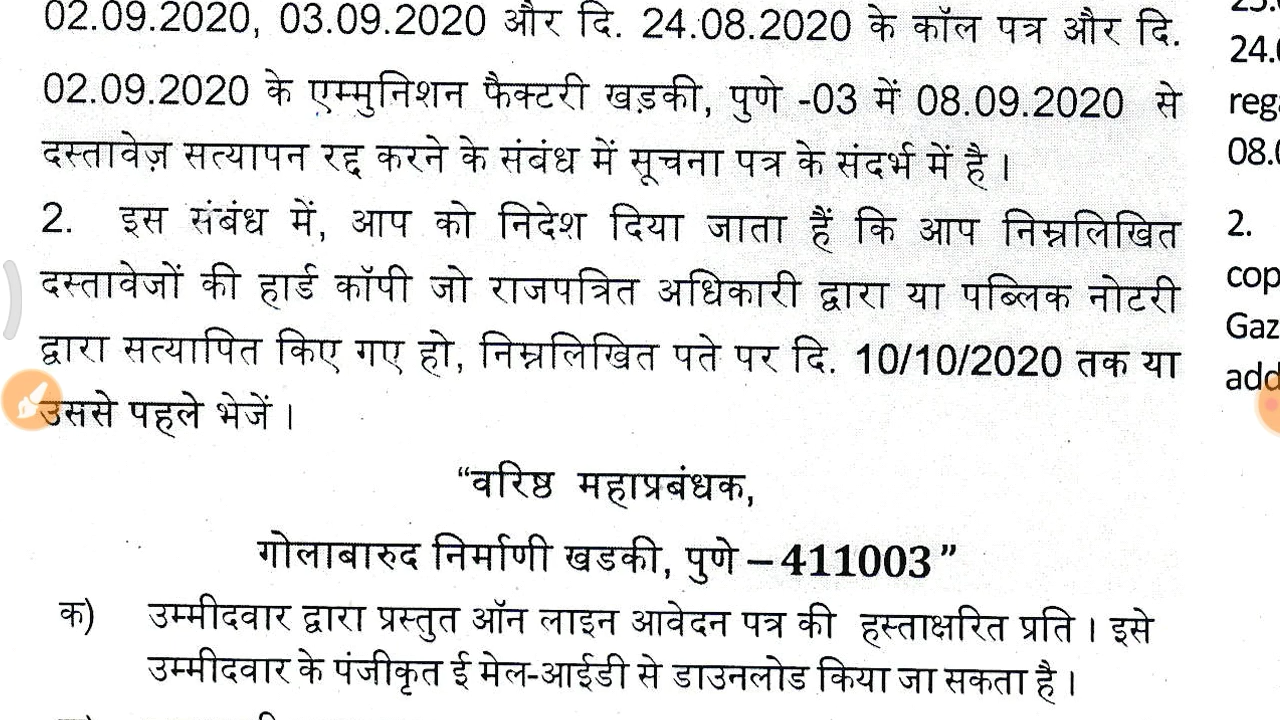 02.09.2020, 03.09.2020 और दि. 24.08.2020 के कॉल पत्र और दि.
02.09.2020 के एम्मुनिशन फैक्टरी खड़की, पुणे -03 में 08.09.2020 से
दस्तावेज़ सत्यापन रद्द करने के संबंध में सूचना पत्र के संदर्भ में है।
2. इस संबंध में, आप को निदेश दिया जाता हैं कि आप निम्नलिखित
दस्तावेजों की हार्ड कॉपी जो राजपत्रित अधिकारी द्वारा या पब्लिक नोटरी
द्वारा सत्यापित किए गए हो, निम्नलिखित पते पर दि. 10/10/2020 तक या
उससे पहले भेजें।
“वरिष्ठ महाप्रबंधक,
गोलाबारुद निर्माणी खडकी, पुणे – 411003”
क) उम्मीदवार द्वारा प्रस्तुत ऑन लाइन आवेदन पत्र की हस्ताक्षरित प्रति। इसे
उम्मीदवार के पंजीकृत ई मेल-आईडी से डाउनलोड किया जा सकता है।
24.
reg
08.
2.
cop
Gaz
add